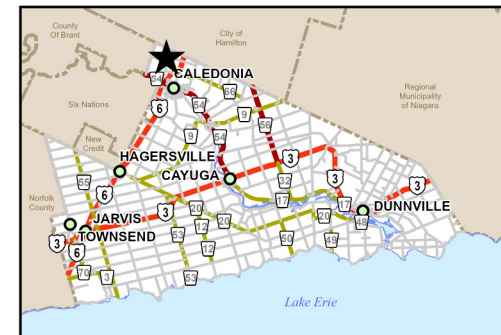 County
Of Brant
City of
Hamilton
54
CALEDONIA
66
Regional
Municipality
of Niagara
6
54
Six Nations
9
54
56
9
New
Credit
HAGERSVILLE
3
CAYUGA
3
3
55
6
32
Norfolk
County
17
20
17
DUNNVILLE
JARVIS
3
20
20
48
TOWNSEND
53
12
3
6
12
50
49
70
3
53
Lake Erie